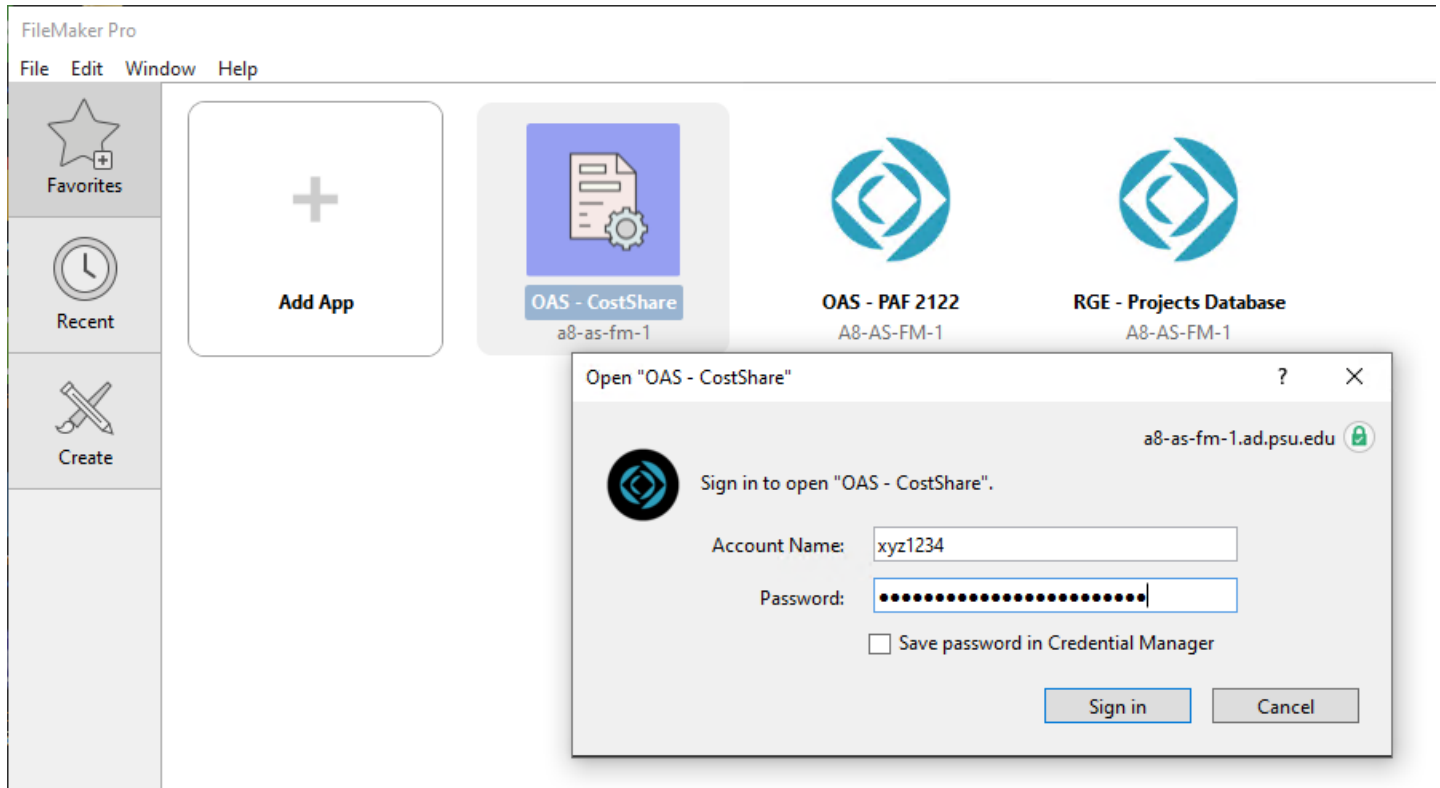 FileMaker Pro
File Edit Window Help
Favorites
Recent
Create
Add App
OAS - CostShare
a8-as-fm-1
OAS - PAF 2122
A8-AS-FM-1
RGE - Projects Database
A8-AS-FM-1
Open "OAS - CostShare"
?
a8-as-fm-1.ad.psu.edu
Sign in to open "OAS - CostShare".
Account Name: xyz1234
Password: ●●●●●●●●●●●●●●●●●●●●●●●●
Save password in Credential Manager
Sign in Cancel